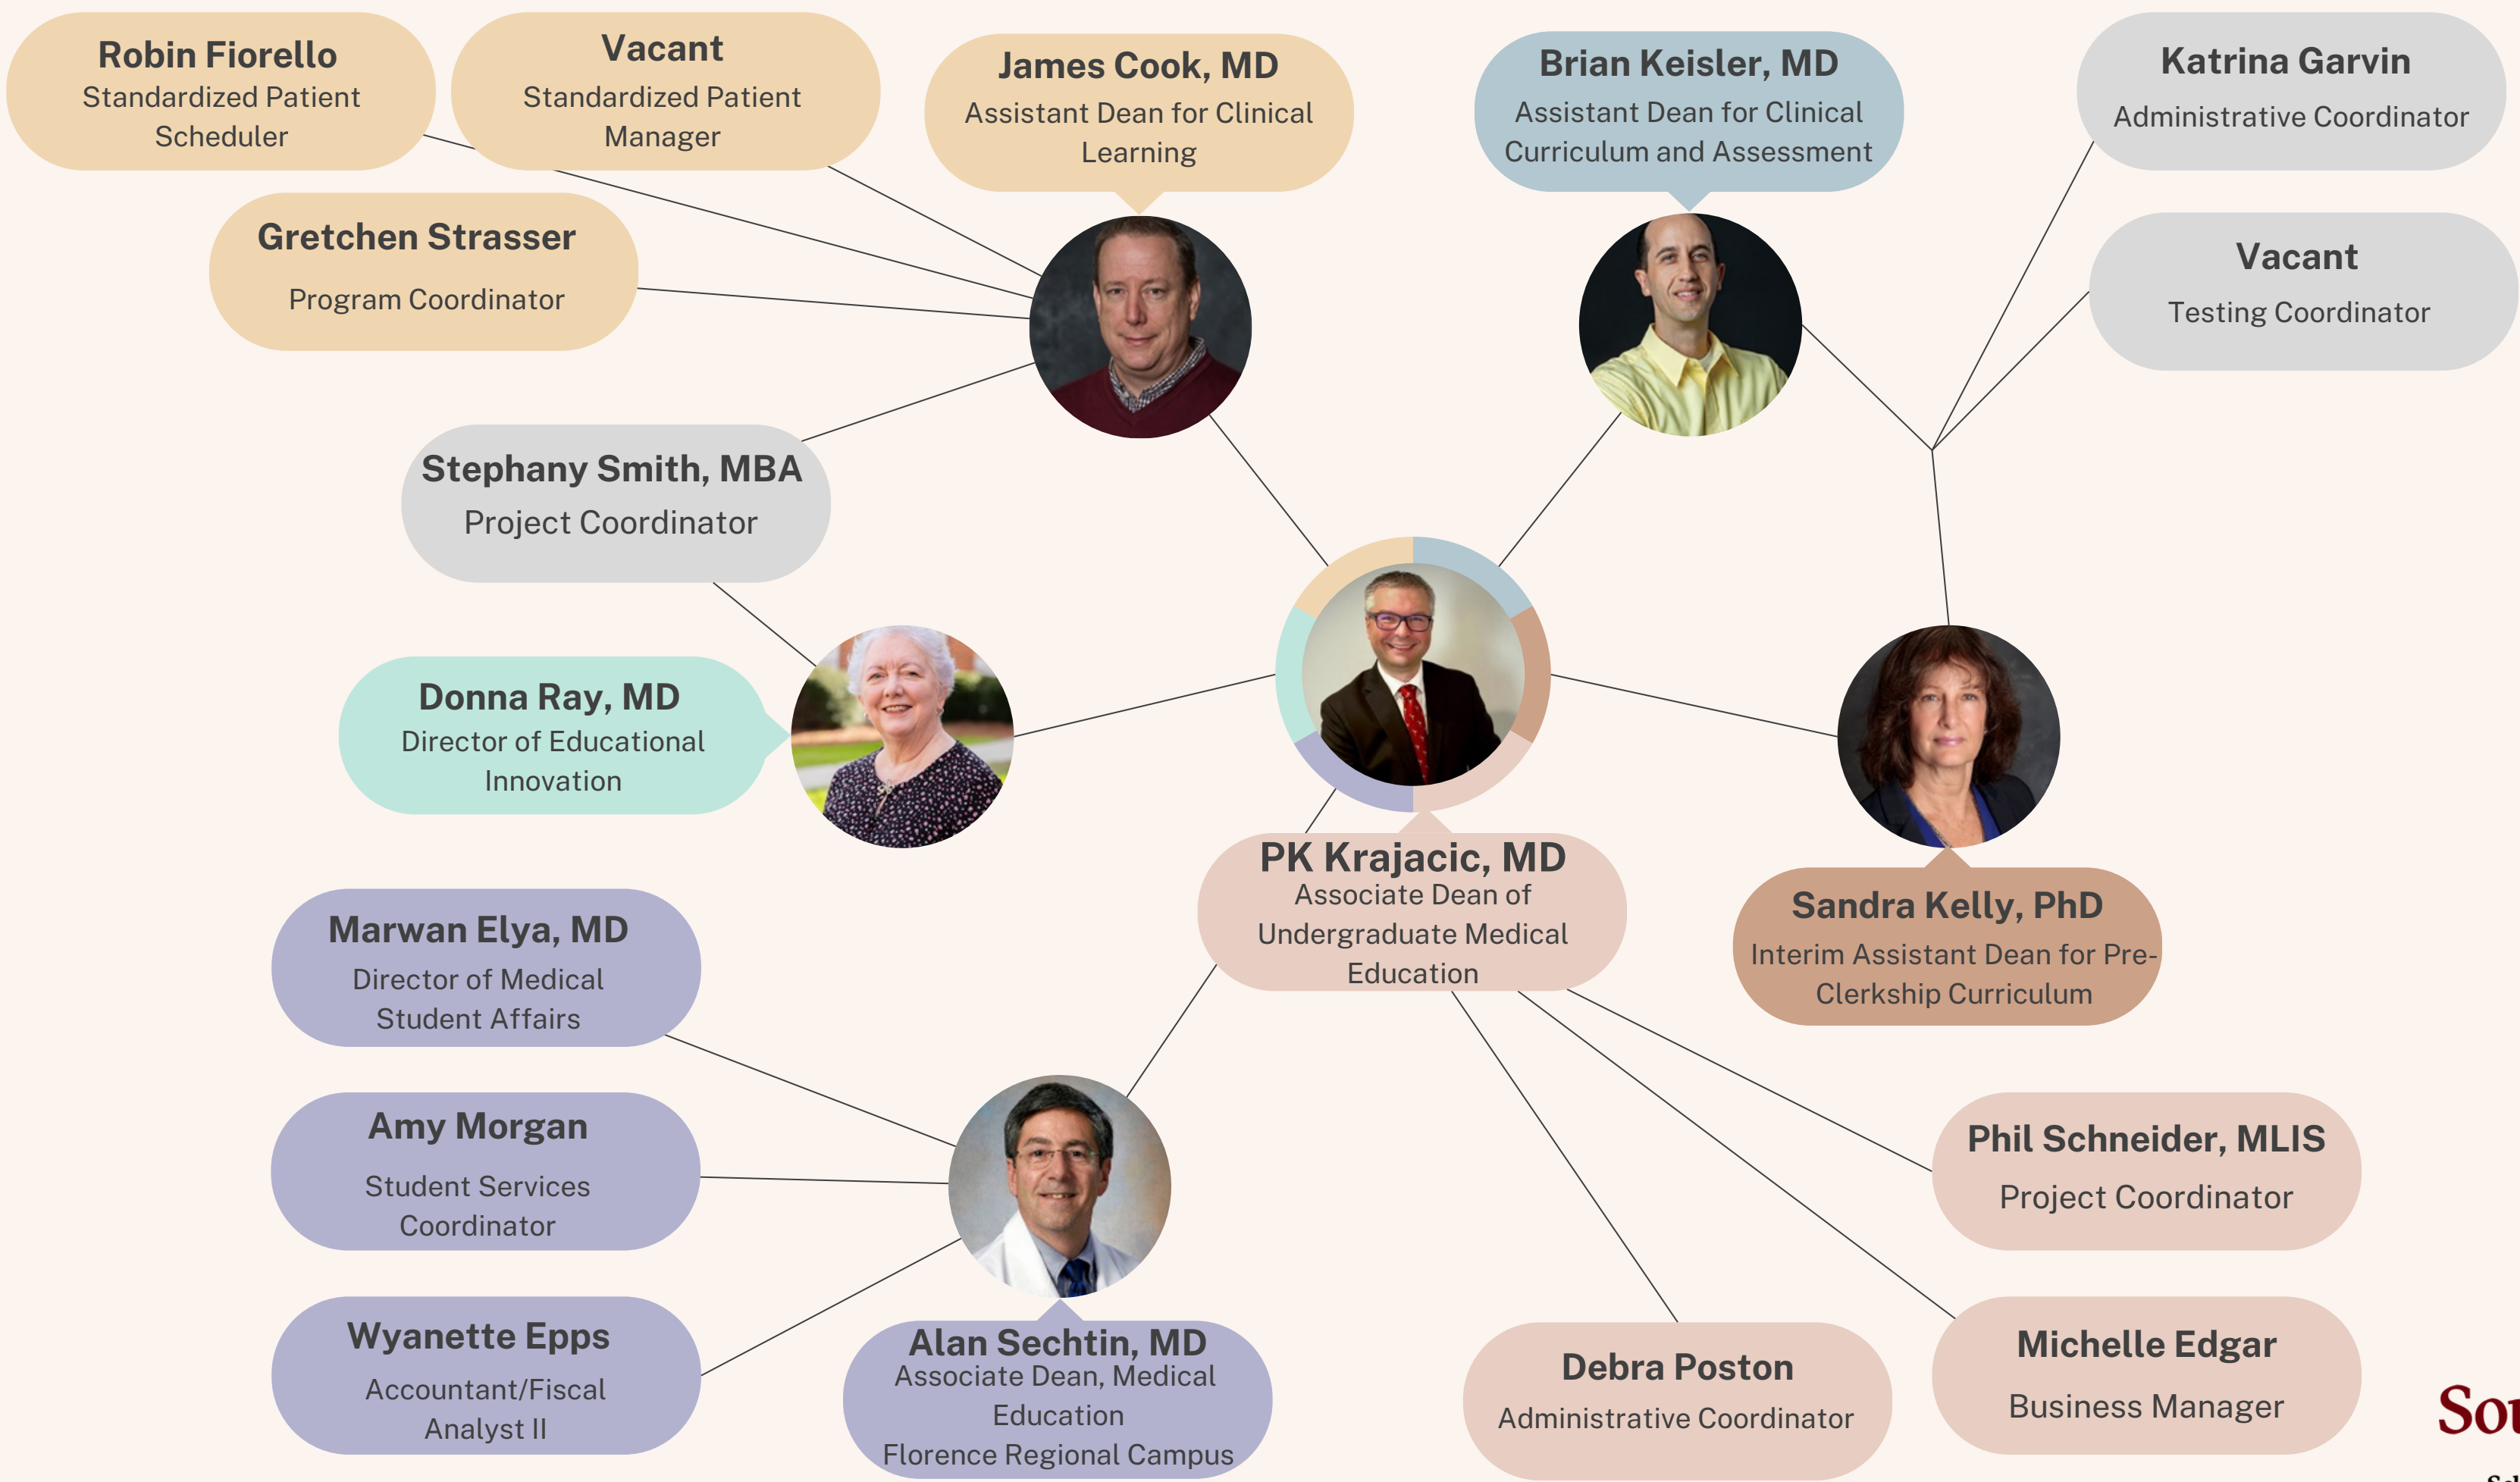 Robin Fiorello
Standardized Patient
Scheduler
Vacant
Standardized Patient
Manager
James Cook, MD
Assistant Dean for Clinical
Learning
Brian Keisler, MD
Assistant Dean for Clinical
Curriculum and Assessment
Katrina Garvin
Administrative Coordinator
Gretchen Strasser
Program Coordinator
Vacant
Testing Coordinator
Stephany Smith, MBA
Project Coordinator
Donna Ray, MD
Director of Educational
Innovation
PK Krajacic, MD
Associate Dean of
Undergraduate Medical
Education
Sandra Kelly, PhD
Interim Assistant Dean for Pre-
Clerkship Curriculum
Marwan Elya, MD
Director of Medical
Student Affairs
Amy Morgan
Student Services
Coordinator
Phil Schneider, MLIS
Project Coordinator
Wyanette Epps
Accountant/Fiscal
Analyst II
Alan Sechtin, MD
Associate Dean, Medical
Education
Florence Regional Campus
Debra Poston
Administrative Coordinator
Michelle Edgar
Business Manager